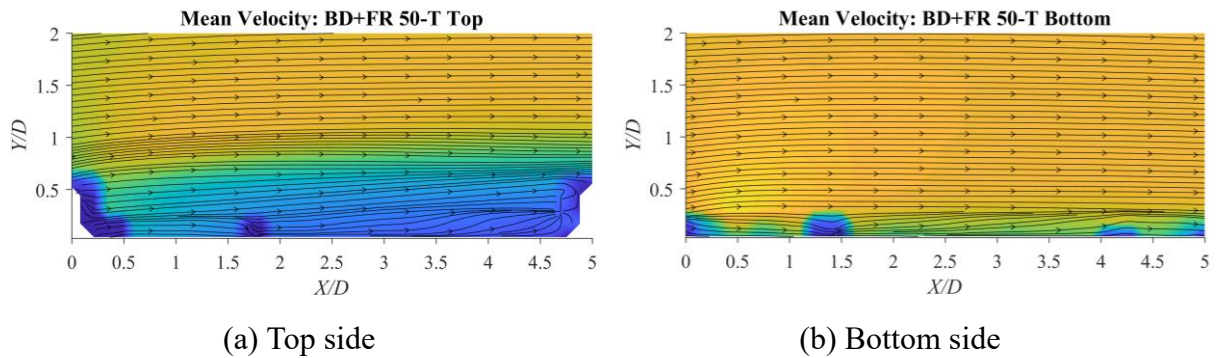 Mean Velocity: BD+FR 50-T Top
2
1.5
1
0.5
Y/D
0 0.5 1 1.5 2 2.5 3 3.5 4 4.5 5
X/D
(a) Top side
Mean Velocity: BD+FR 50-T Bottom
2
1.5
1
0.5
Y/D
0 0.5 1 1.5 2 2.5 3 3.5 4 4.5 5
X/D
(b) Bottom side